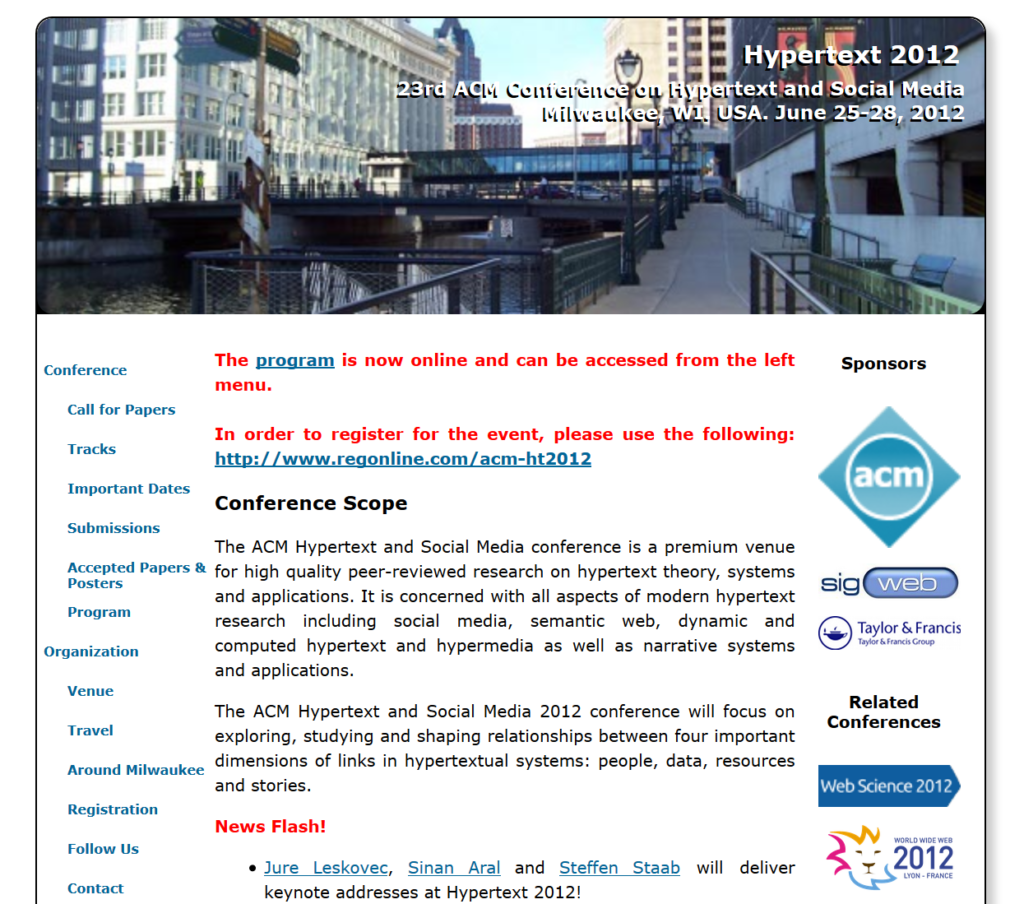 Hypertext 2012
23rd ACM Conference on Hypertext and Social Media
Milwaukee, WI. USA. June 25-28, 2012
Conference
Call for Papers
Tracks
Important Dates
Submissions
Accepted Papers &
Posters
Program
Organization
Venue
Travel
Around Milwaukee
Registration
Follow Us
Contact
The program is now online and can be accessed from the left
menu.
In order to register for the event, please use the following:
http://www.regonline.com/acm-ht2012
Conference Scope
The ACM Hypertext and Social Media conference is a premium venue
for high quality peer-reviewed research on hypertext theory, systems
and applications. It is concerned with all aspects of modern hypertext
research including social media, semantic web, dynamic and
computed hypertext and hypermedia as well as narrative systems
and applications.
The ACM Hypertext and Social Media 2012 conference will focus on
exploring, studying and shaping relationships between four important
dimensions of links in hypertextual systems: people, data, resources
and stories.
News Flash!
• Jure Leskovec, Sinan Aral and Steffen Staab will deliver
keynote addresses at Hypertext 2012!
Sponsors
acm
sigweb
Taylor & Francis
Taylor & Francis Group
Related
Conferences
Web Science 2012
WORLD WIDE WEB
2012
LYON - FRANCE